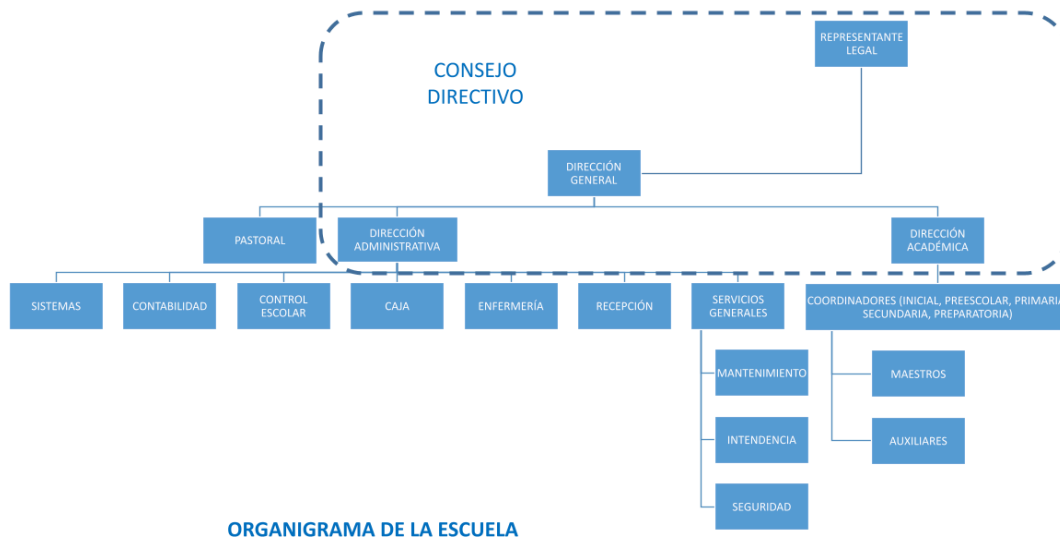 REPRESENTANTE
LEGAL
CONSEJO
DIRECTIVO
DIRECCIÓN
GENERAL
PASTORAL
DIRECCIÓN
ADMINISTRATIVA
DIRECCIÓN
ACADÉMICA
SISTEMAS
CONTABILIDAD
CONTROL
ESCOLAR
CAJA
ENFERMERÍA
RECEPCIÓN
SERVICIOS
GENERALES
COORDINADORES (INICIAL, PREESCOLAR, PRIMARIA
SECUNDARIA, PREPARATORIA)
MANTENIMIENTO
MAESTROS
INTENDENCIA
AUXILIARES
SEGURIDAD
ORGANIGRAMA DE LA ESCUELA